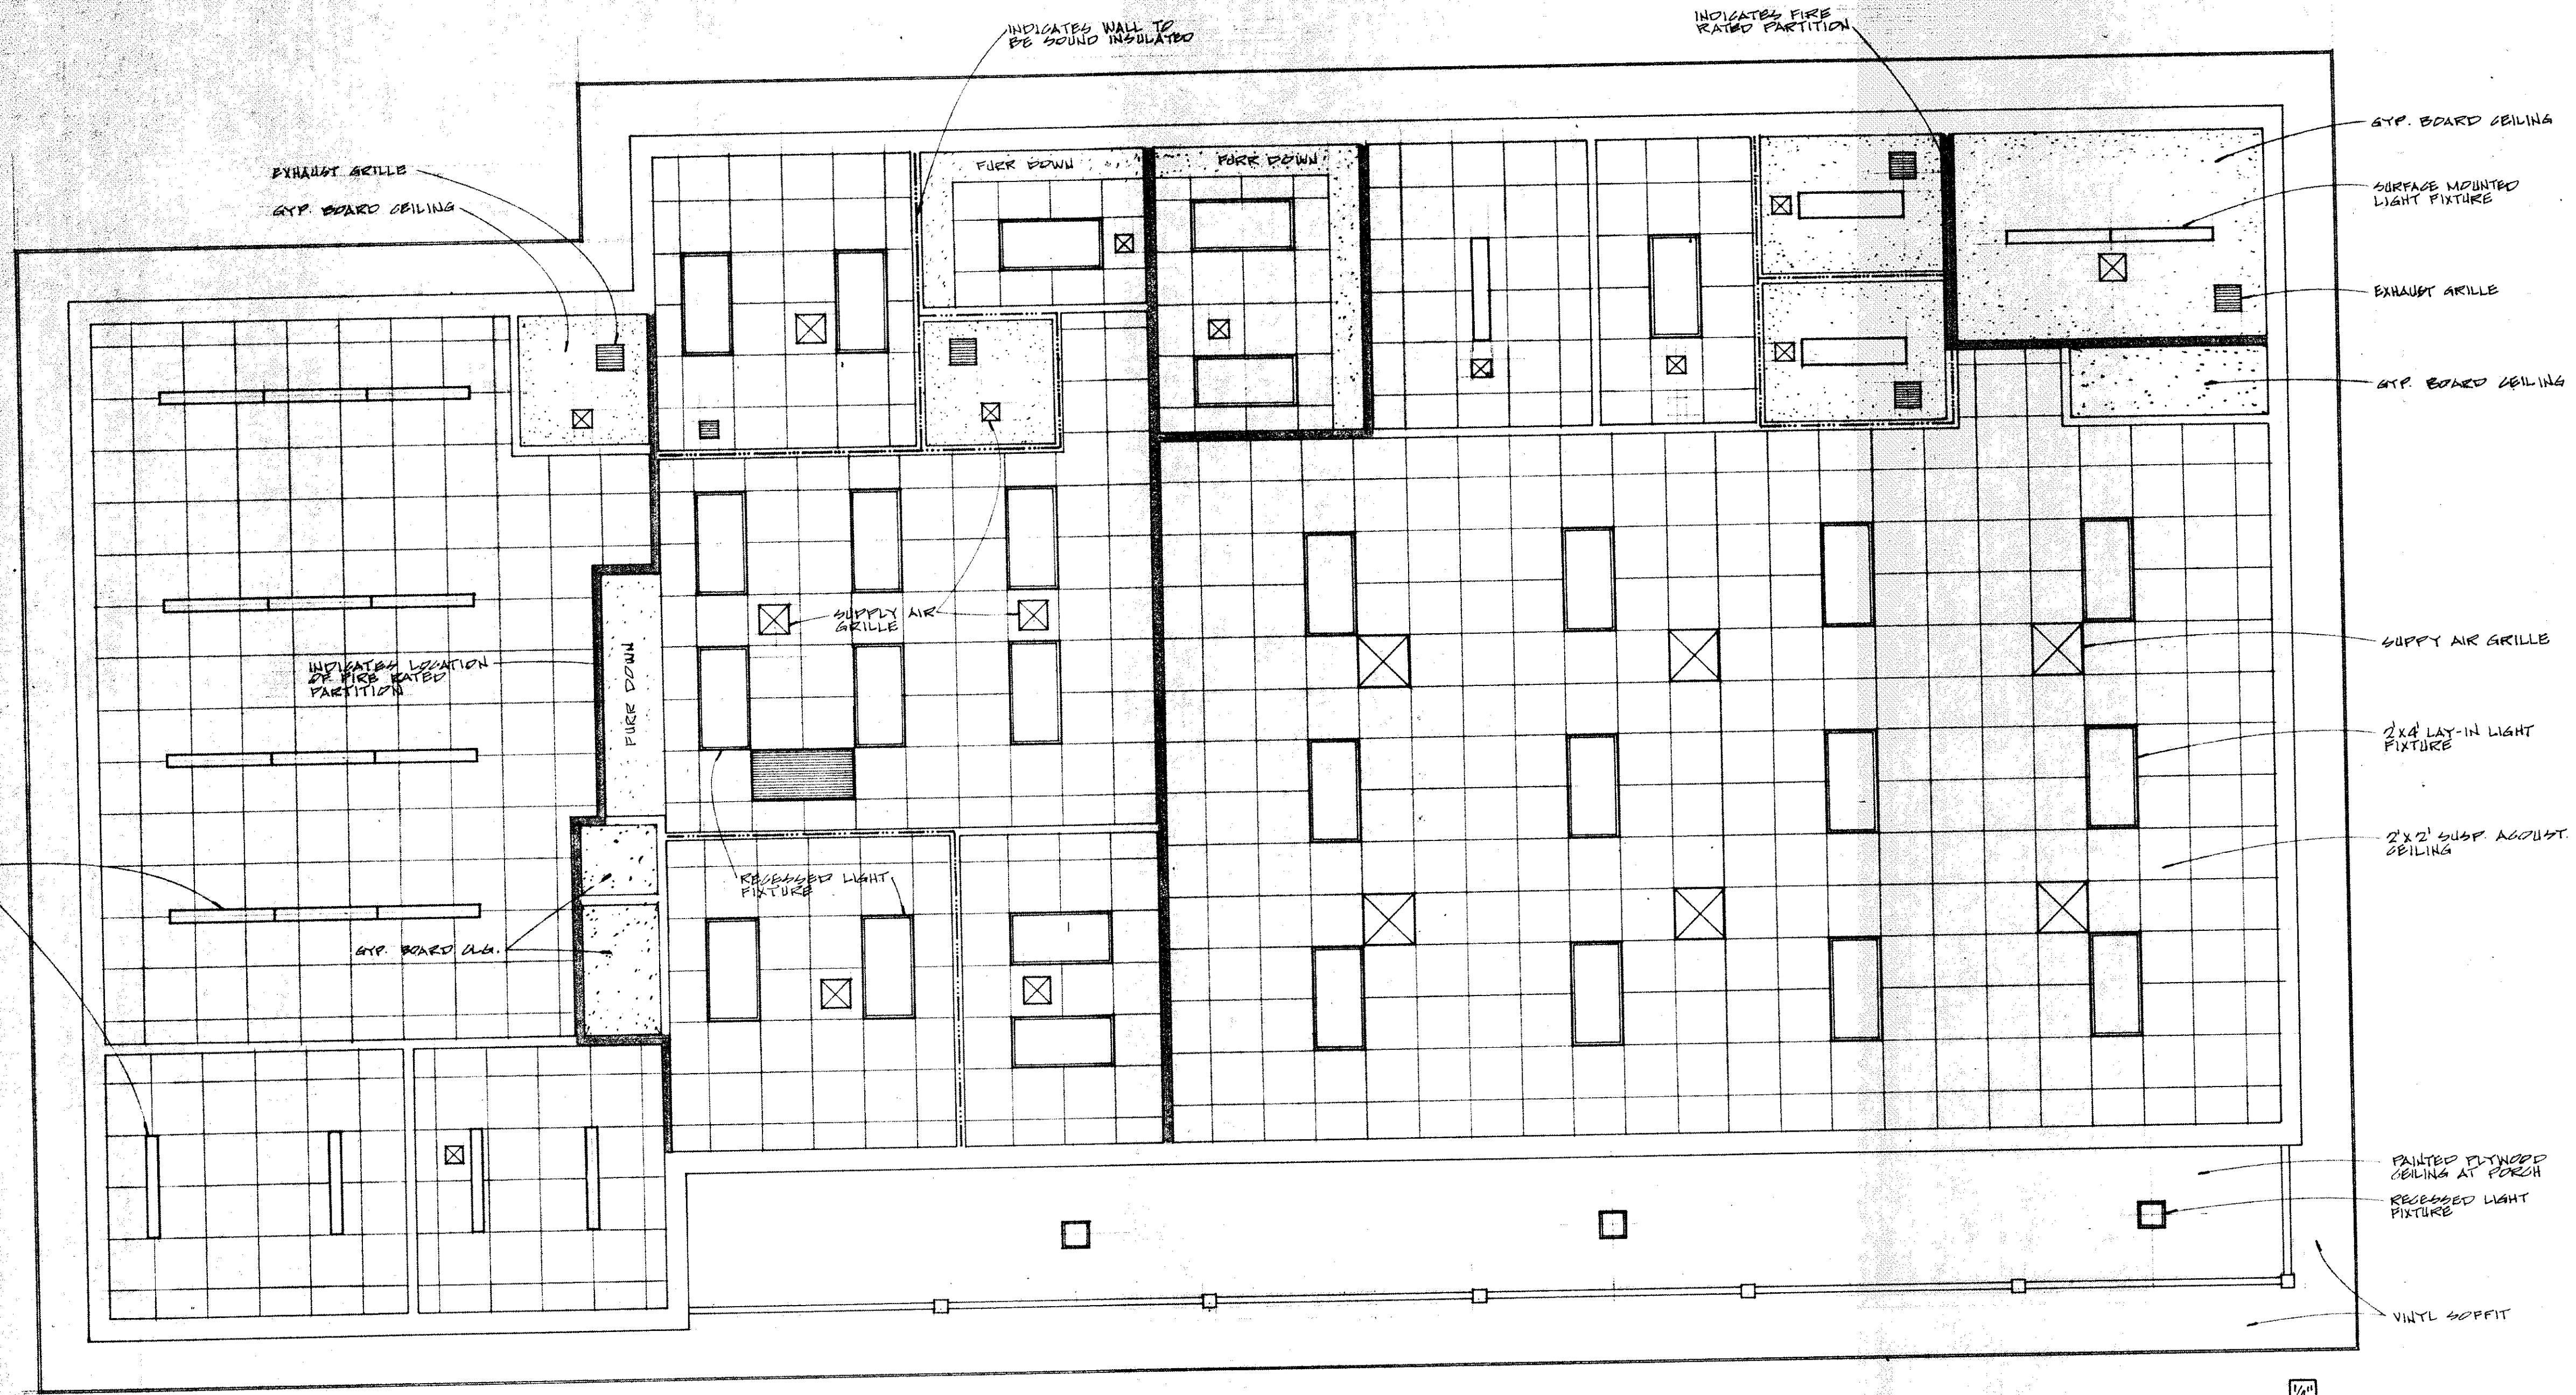 INDICATES WALL TO
BE SOUND INSULATED
INDICATES FIRE
RATED PARTITION
EXHAUST GRILLE
GYP. BOARD CEILING
FURR DOWN
FURR DOWN
GYP. BOARD CEILING
SURFACE MOUNTED
LIGHT FIXTURE
EXHAUST GRILLE
GYP. BOARD CEILING
SUPPLY AIR
GRILLE
INDICATES LOCATION
OF FIRE RATED
PARTITION
FURR DOWN
SUPPY AIR GRILLE
2'X4' LAY-IN LIGHT
FIXTURE
2'X2' SUSP. ACOUST.
CEILING
RECESSED LIGHT
FIXTURE
GYP. BOARD CLG.
PAINTED PLYWOOD
CEILING AT PORCH
RECESSED LIGHT
FIXTURE
VINYL SOFFIT
1/4"